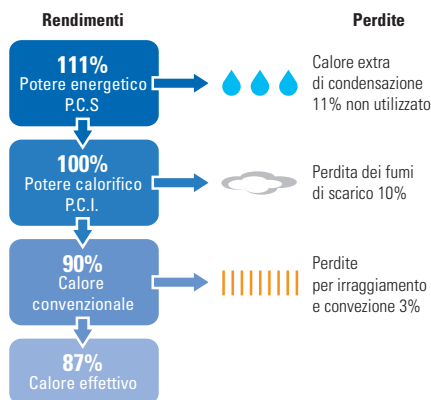 Rendimenti
Perdite
111%
Potere energetico
P.C.S
Calore extra
di condensazione
11% non utilizzato
100%
Potere calorifico
P.C.I.
Perdita dei fumi
di scarico 10%
90%
Calore
convenzionale
Perdite
per irraggiamento
e convezione 3%
87%
Calore effettivo